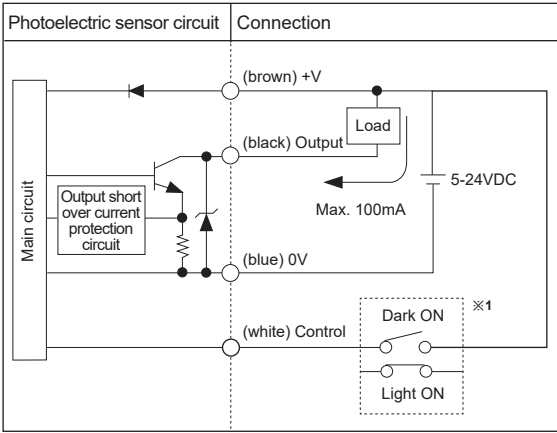 Photoelectric sensor circuit
Connection
(brown) +V
Load
(black) Output
5-24VDC
Max. 100mA
Main circuit
Output short
over current
protection
circuit
(blue) 0V
※1
Dark ON
(white) Control
Light ON